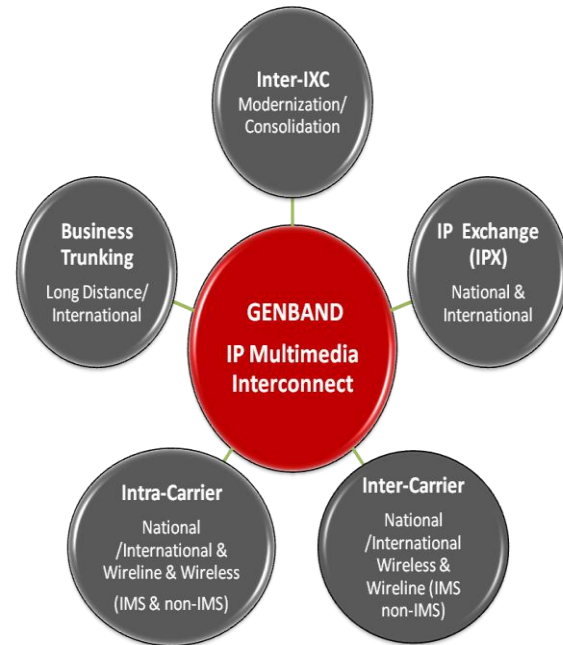 Inter-IXC
Modernization/
Consolidation
Business
Trunking
Long Distance/
International
IP Exchange
(IPX)
National &
International
GENBAND
IP Multimedia
Interconnect
Intra-Carrier
National
/International &
Wireline & Wireless
(IMS & non-IMS)
Inter-Carrier
National
/International
Wireless &
Wireline (IMS
non-IMS)